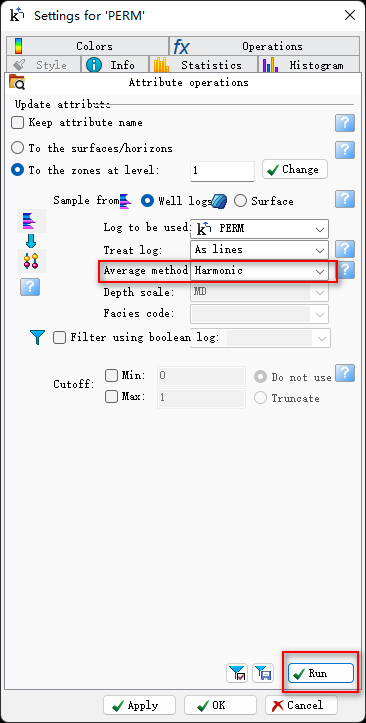 Settings for 'PERM'
Colors
fx Operations
Style
Info
Statistics
Histogram
Attribute operations
Update attribute
Keep attribute name
?
To the surfaces/horizons
?
To the zones at level: 1 Change
Sample from Well logs Surface ?
Log to be used: PERM
Treat log: As lines ?
Average method Harmonic ?
Depth scale: MD
?
Facies code:
Filter using boolean log:
Cutoff: Min: 0 Do not use ?
Max: 1 Truncate
Run
Apply OK Cancel